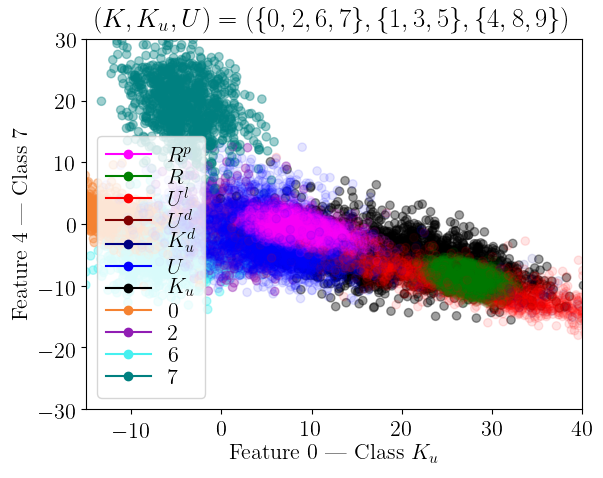 (K, K_u, U) = ({0, 2, 6, 7}, {1, 3, 5}, {4, 8, 9})
30
20
10
0
−10
−20
−30
Feature 4 — Class 7
R^p
R
U^l
U^d
K_u^d
U
K_u
0
2
6
7
−10 0 10 20 30 40
Feature 0 — Class K_u